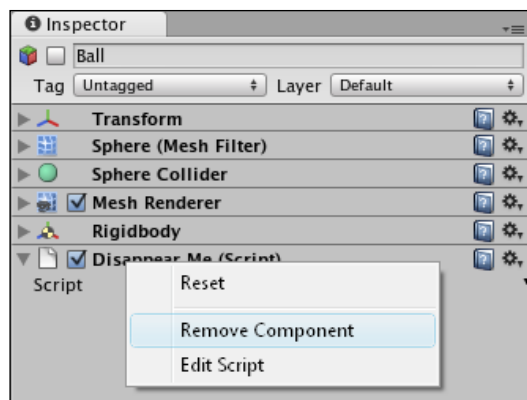 Inspector
Ball
Tag Untagged Layer Default
Transform
Sphere (Mesh Filter)
Sphere Collider
Mesh Renderer
Rigidbody
Disappear Me (Script)
Script
Reset
Remove Component
Edit Script